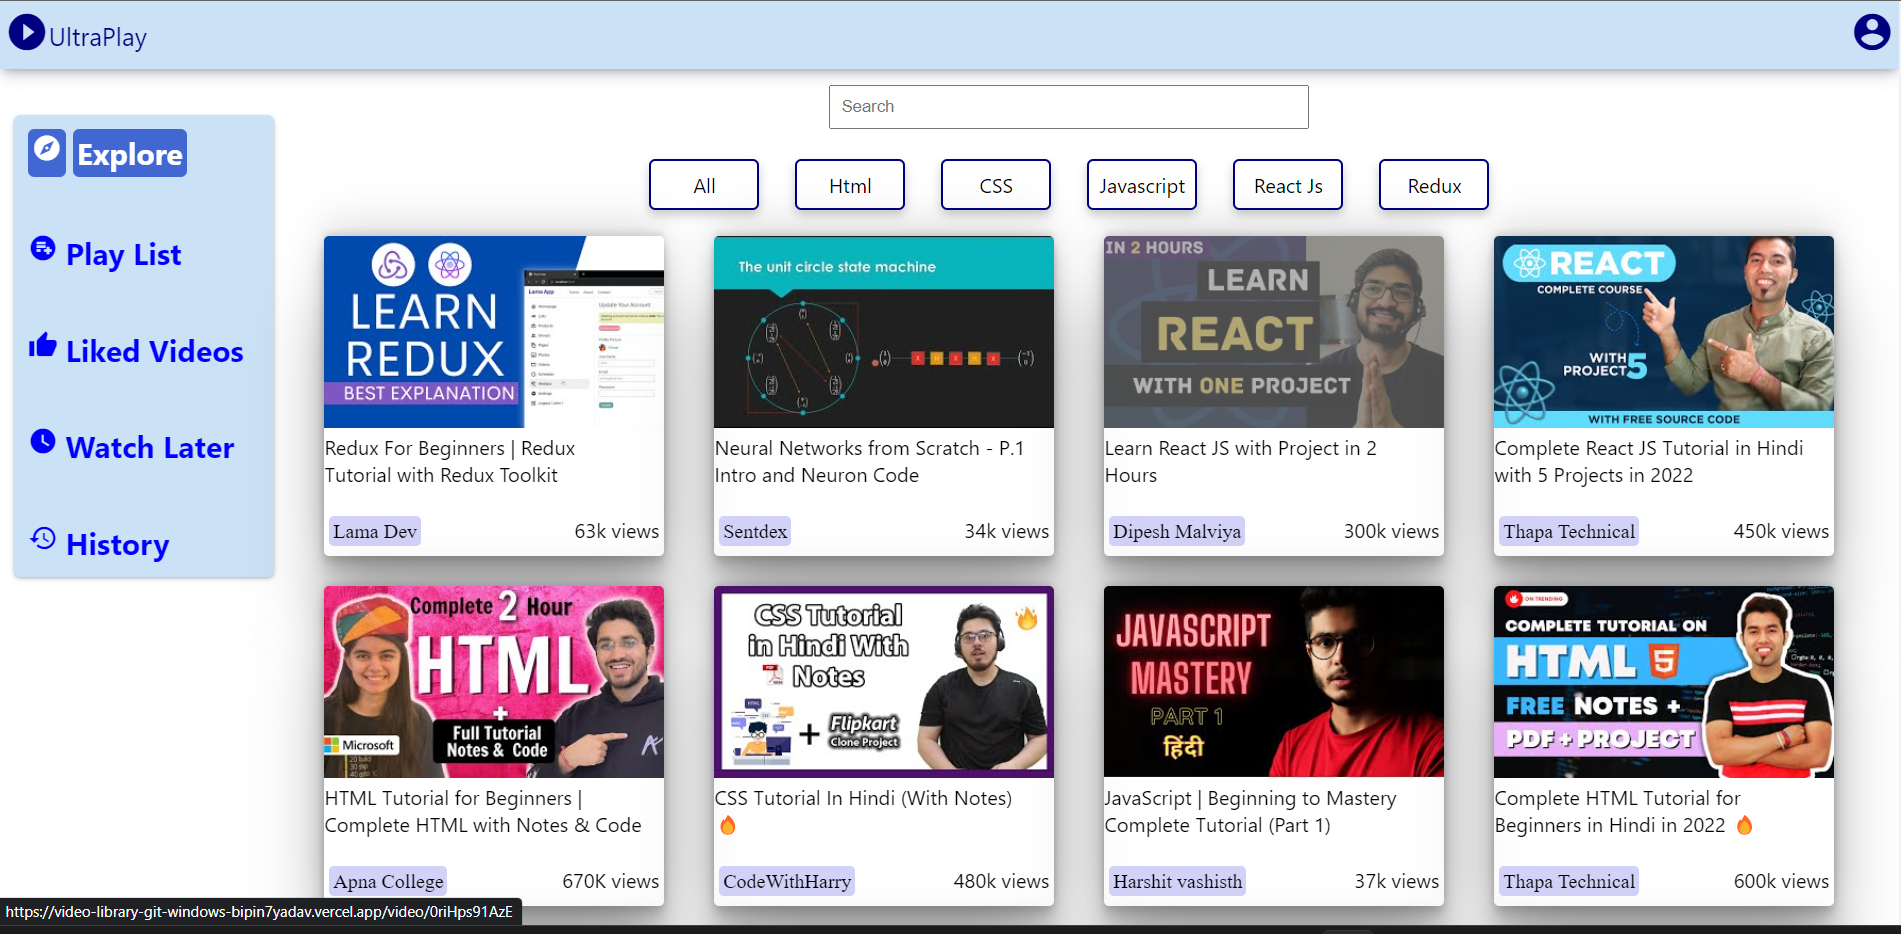 UltraPlay
Search
Explore
Play List
Liked Videos
Watch Later
History
All
Html
CSS
Javascript
React Js
Redux
LEARN
REDUX
BEST EXPLANATION
Lama App
Update Your Account
Redux For Beginners | Redux
Tutorial with Redux Toolkit
Lama Dev
63k views
The unit circle state machine
X
H
X
H
X
Neural Networks from Scratch - P.1
Intro and Neuron Code
Sentdex
34k views
IN 2 HOURS
LEARN
REACT
WITH ONE PROJECT
Learn React JS with Project in 2
Hours
Dipesh Malviya
300k views
REACT
COMPLETE COURSE
WITH
PROJECT 5
WITH FREE SOURCE CODE
Complete React JS Tutorial in Hindi
with 5 Projects in 2022
Thapa Technical
450k views
Complete 2 Hour
HTML
+
Full Tutorial
Notes & Code
Microsoft
HTML Tutorial for Beginners |
Complete HTML with Notes & Code
Apna College
670K views
CSS Tutorial
in Hindi With
Notes
PDF
HTML
+ Flipkart
Clone Project
CSS Tutorial In Hindi (With Notes)
🔥
CodeWithHarry
480k views
JAVASCRIPT
MASTERY
PART 1
हिंदी
JavaScript | Beginning to Mastery
Complete Tutorial (Part 1)
Harshit vashisth
37k views
ON TRENDING
COMPLETE TUTORIAL ON
HTML 5
FREE NOTES +
PDF + PROJECT
Complete HTML Tutorial for
Beginners in Hindi in 2022 🔥
Thapa Technical
600k views
https://video-library-git-windows-bipin7yadav.vercel.app/video/0riHps91AzE